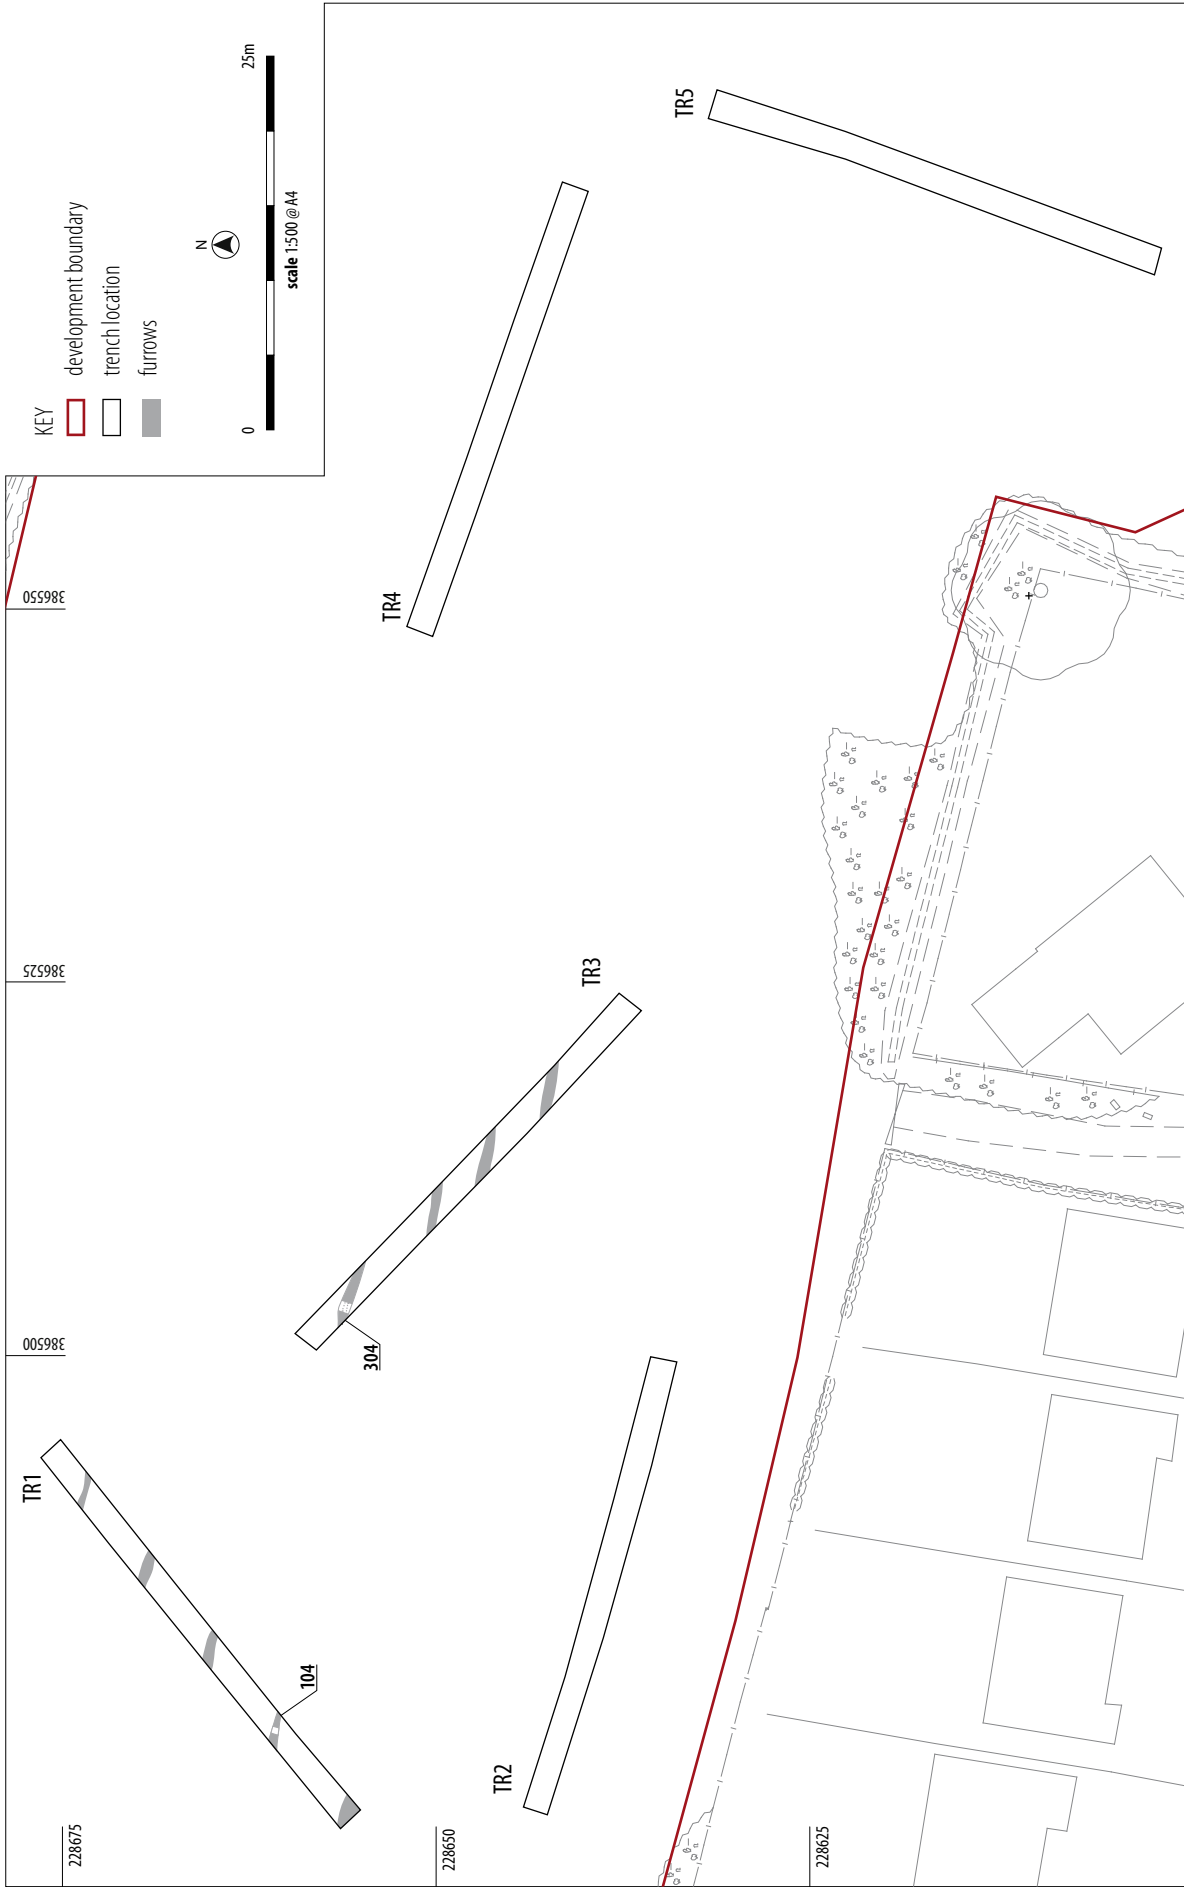 KEY
development boundary
trench location
furrows
N
0
25m
scale 1:500 @ A4
386550
386525
386500
228675
228650
228625
TR1
104
TR2
TR3
304
TR4
TR5